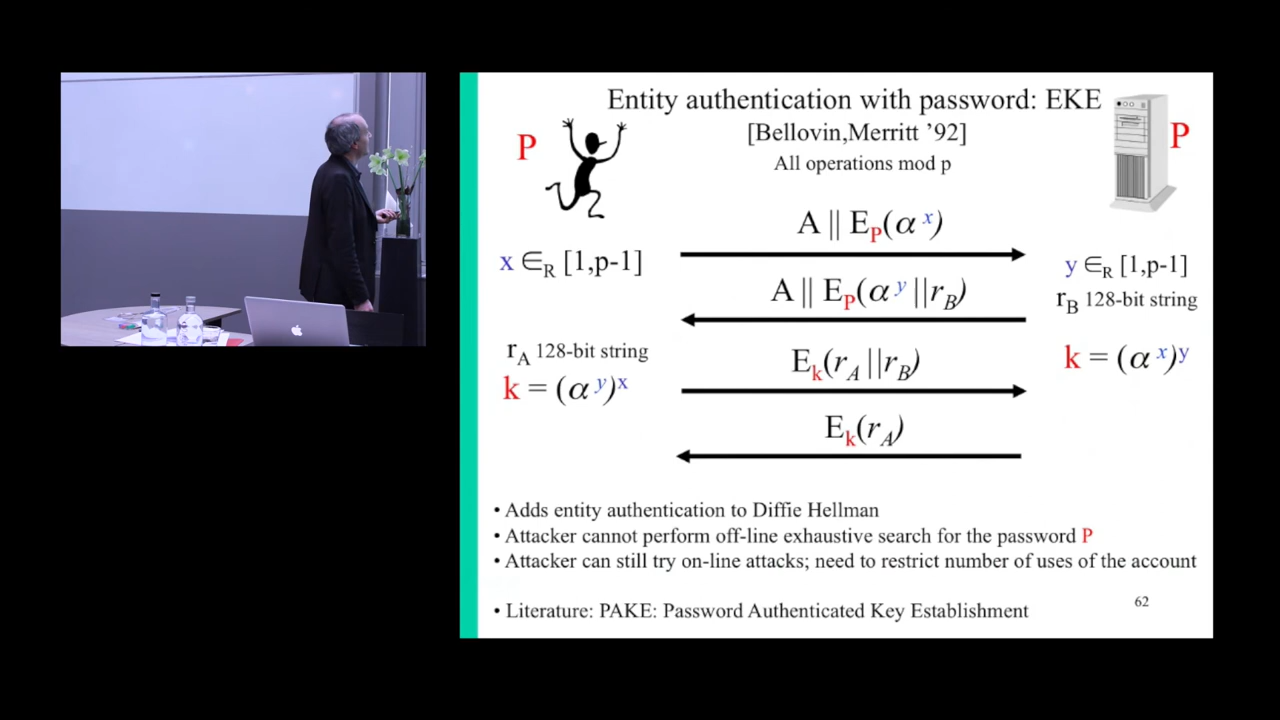 Entity authentication with password: EKE
[Bellovin,Merritt ’92]
All operations mod p
P
P
A || E_P(α^x)
x ∈_R [1,p-1]
y ∈_R [1,p-1]
A || E_P(α^y ||r_B)
r_B 128-bit string
r_A 128-bit string
E_k(r_A||r_B)
k = (α^x)^y
k = (α^y)^x
E_k(r_A)
• Adds entity authentication to Diffie Hellman
• Attacker cannot perform off-line exhaustive search for the password P
• Attacker can still try on-line attacks; need to restrict number of uses of the account
62
• Literature: PAKE: Password Authenticated Key Establishment